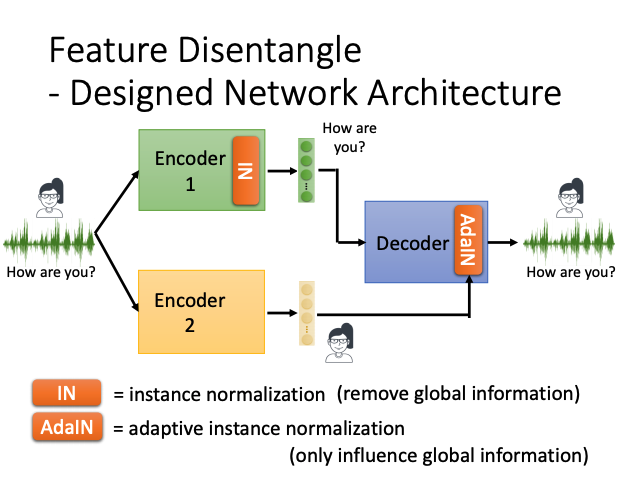 Feature Disentangle
- Designed Network Architecture
How are
you?
Encoder
1
IN
How are you?
Decoder
AdaIN
How are you?
Encoder
2
IN = instance normalization (remove global information)
AdaIN = adaptive instance normalization
(only influence global information)